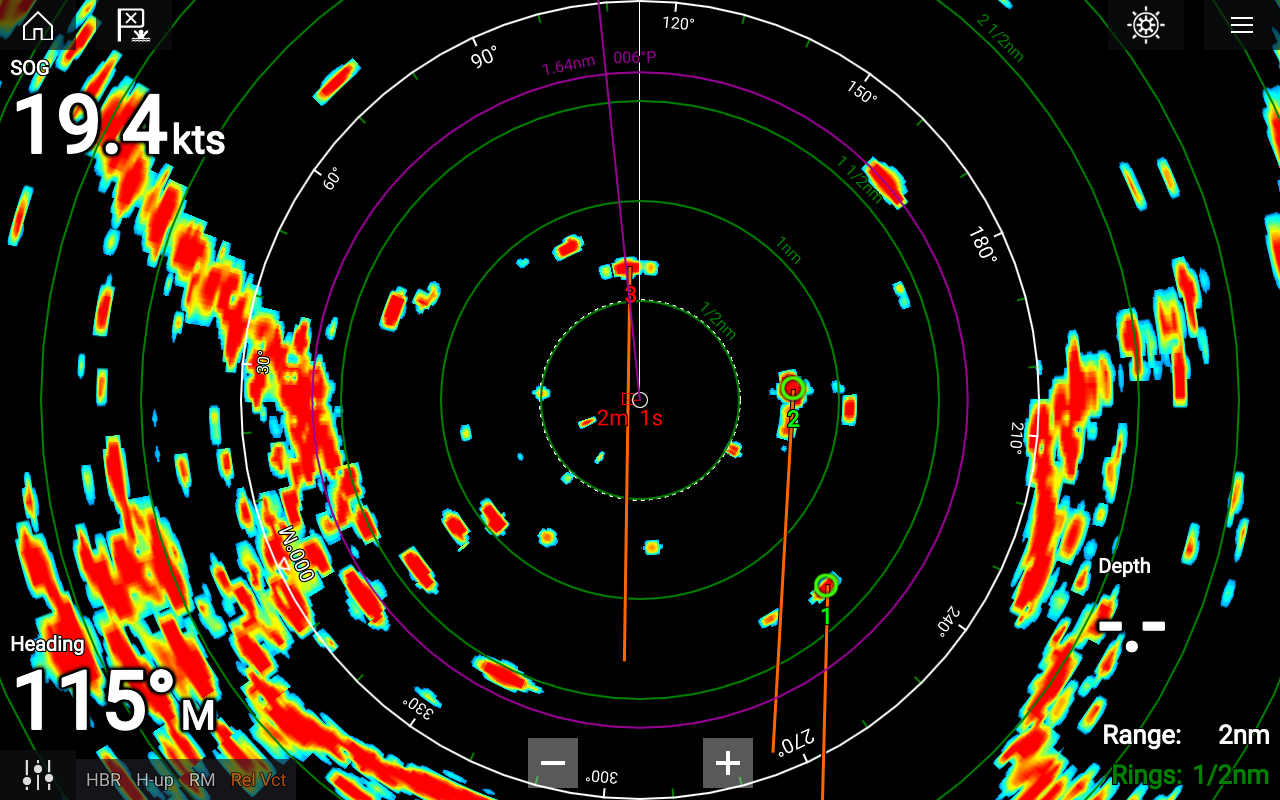 SOG
19.4kts
1.64nm 006°P
120°
2 1/2nm
90°
150°
60°
1 1/2nm
180°
1nm
3
1/2nm
30°
2m 1s
2
210°
000°M
Depth
1
240°
-.-
Heading
115°M
330°
270°
300°
Range: 2nm
Rings: 1/2nm
HBR H-up RM Rel Vct